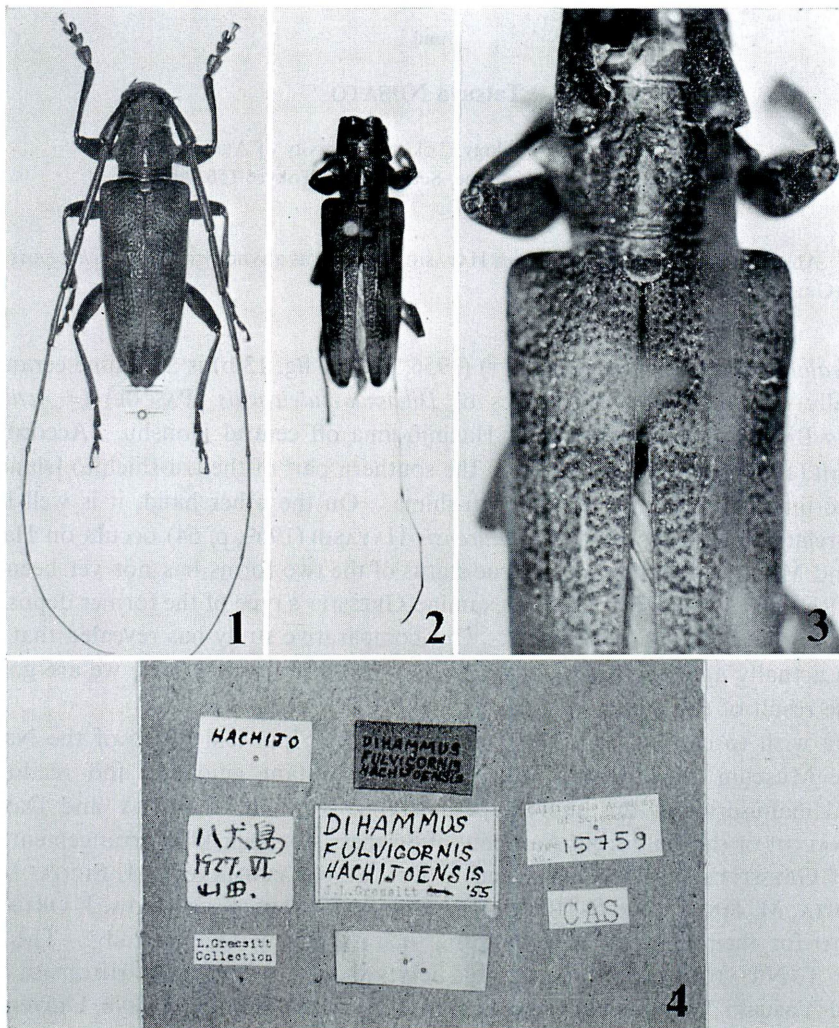 1
2
3
HACHIJO
DIHAMMUS
FULVICORNIS
HACHIJOENSIS
八丈島
1927. VI
山田.
DIHAMMUS
FULVICORNIS
HACHIJOENSIS
J.L.Gressitt '55
15759
CAS
L.Gressitt
Collection
4